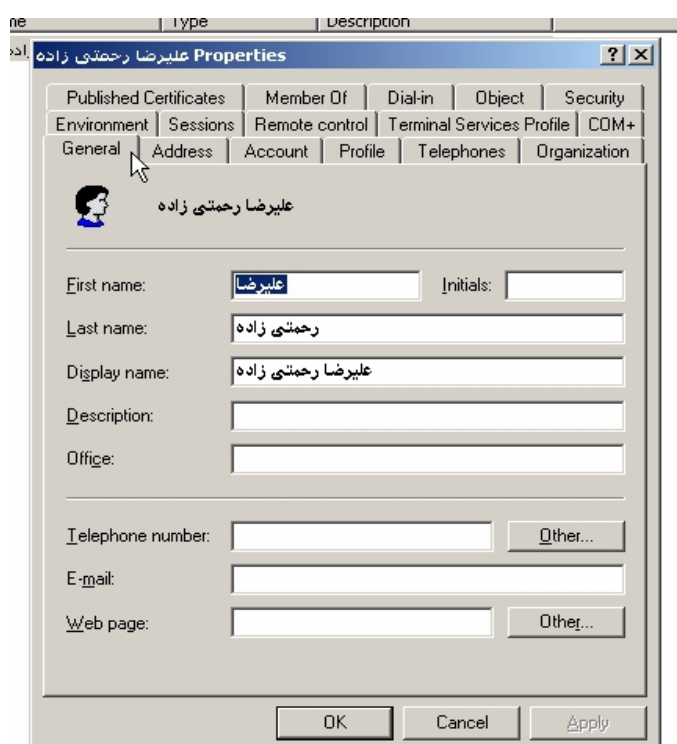 me Type Description
علیرضا رحمتی زاده Properties
Published Certificates Member Of Dial-in Object Security
Environment Sessions Remote control Terminal Services Profile COM+
General Address Account Profile Telephones Organization
علیرضا رحمتی زاده
First name: علیرضا Initials:
Last name: رحمتی زاده
Display name: علیرضا رحمتی زاده
Description:
Office:
Telephone number: Other...
E-mail:
Web page: Other...
OK Cancel Apply